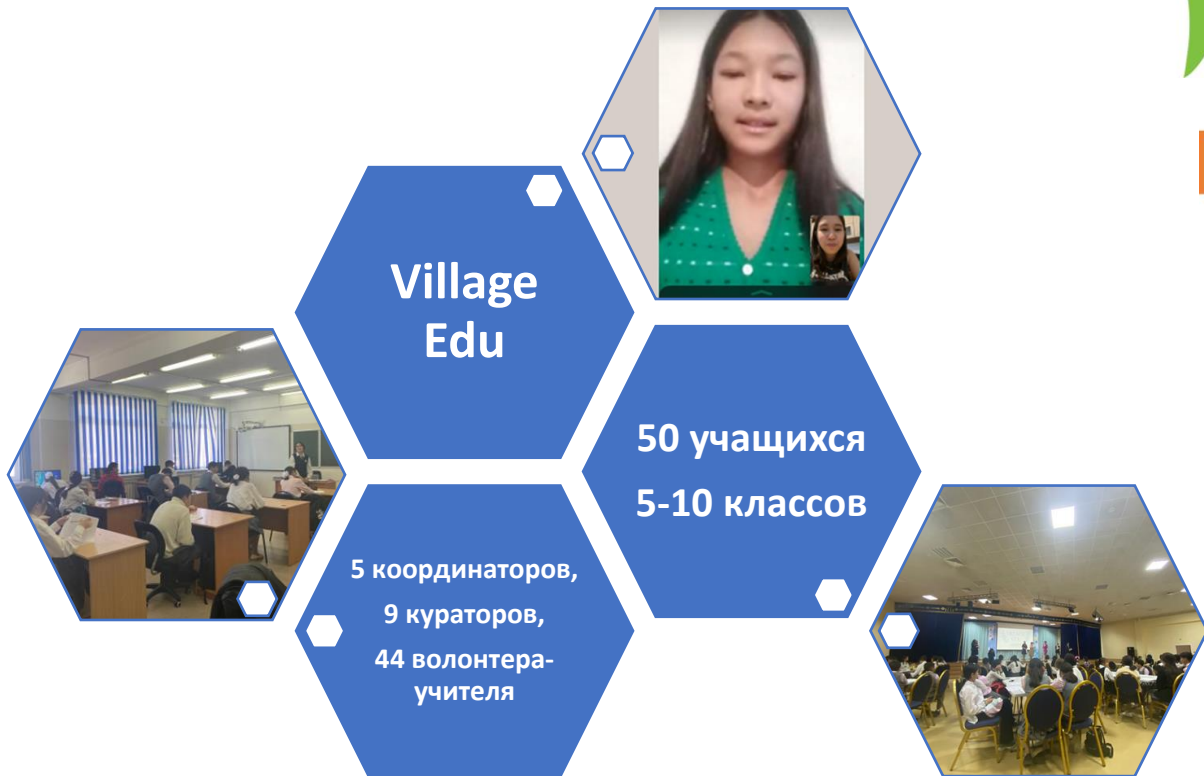 Village
Edu
50 учащихся
5-10 классов
5 координаторов,
9 кураторов,
44 волонтера-
учителя